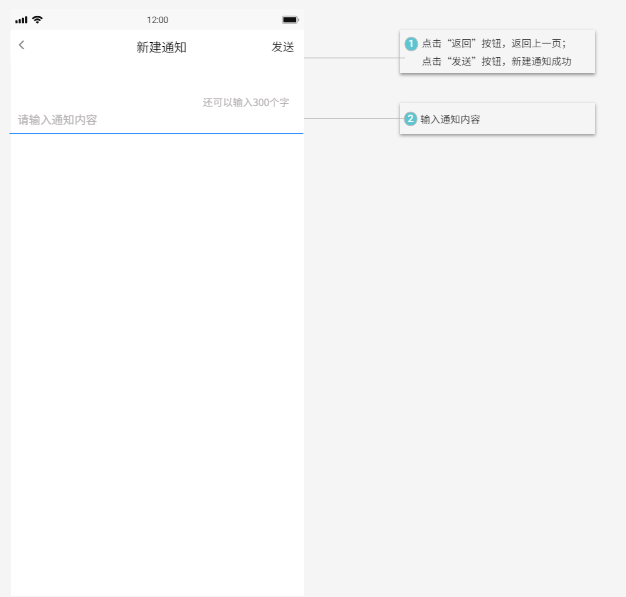 12:00
新建通知
发送
还可以输入300个字
请输入通知内容
1 点击“返回”按钮，返回上一页；
点击“发送”按钮，新建通知成功
2 输入通知内容